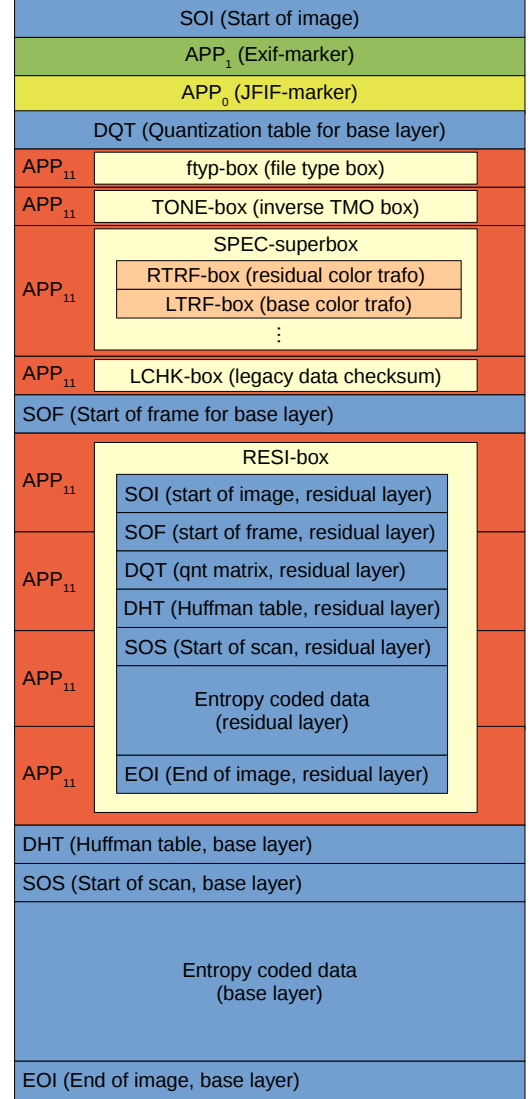 SOI (Start of image)
APP1 (Exif-marker)
APP0 (JFIF-marker)
DQT (Quantization table for base layer)
APP11 ftyp-box (file type box)
APP11 TONE-box (inverse TMO box)
SPEC-superbox
APP11
RTRF-box (residual color trafo)
LTRF-box (base color trafo)
⋮
APP11 LCHK-box (legacy data checksum)
SOF (Start of frame for base layer)
RESI-box
APP11
SOI (start of image, residual layer)
SOF (start of frame, residual layer)
APP11
DQT (qnt matrix, residual layer)
DHT (Huffman table, residual layer)
APP11
SOS (Start of scan, residual layer)
Entropy coded data
(residual layer)
APP11
EOI (End of image, residual layer)
DHT (Huffman table, base layer)
SOS (Start of scan, base layer)
Entropy coded data
(base layer)
EOI (End of image, base layer)